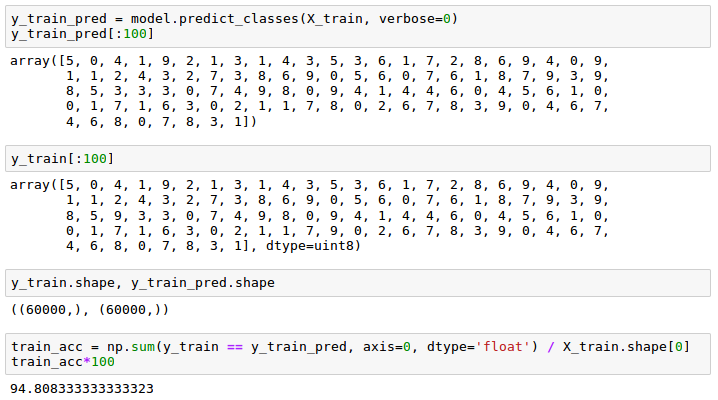 y_train_pred = model.predict_classes(X_train, verbose=0)
y_train_pred[:100]
array([5, 0, 4, 1, 9, 2, 1, 3, 1, 4, 3, 5, 3, 6, 1, 7, 2, 8, 6, 9, 4, 0, 9,
1, 1, 2, 4, 3, 2, 7, 3, 8, 6, 9, 0, 5, 6, 0, 7, 6, 1, 8, 7, 9, 3, 9,
8, 5, 3, 3, 3, 0, 7, 4, 9, 8, 0, 9, 4, 1, 4, 4, 6, 0, 4, 5, 6, 1, 0,
0, 1, 7, 1, 6, 3, 0, 2, 1, 1, 7, 8, 0, 2, 6, 7, 8, 3, 9, 0, 4, 6, 7,
4, 6, 8, 0, 7, 8, 3, 1])
y_train[:100]
array([5, 0, 4, 1, 9, 2, 1, 3, 1, 4, 3, 5, 3, 6, 1, 7, 2, 8, 6, 9, 4, 0, 9,
1, 1, 2, 4, 3, 2, 7, 3, 8, 6, 9, 0, 5, 6, 0, 7, 6, 1, 8, 7, 9, 3, 9,
8, 5, 9, 3, 3, 0, 7, 4, 9, 8, 0, 9, 4, 1, 4, 4, 6, 0, 4, 5, 6, 1, 0,
0, 1, 7, 1, 6, 3, 0, 2, 1, 1, 7, 9, 0, 2, 6, 7, 8, 3, 9, 0, 4, 6, 7,
4, 6, 8, 0, 7, 8, 3, 1], dtype=uint8)
y_train.shape, y_train_pred.shape
((60000,), (60000,))
train_acc = np.sum(y_train == y_train_pred, axis=0, dtype='float') / X_train.shape[0]
train_acc*100
94.808333333333323